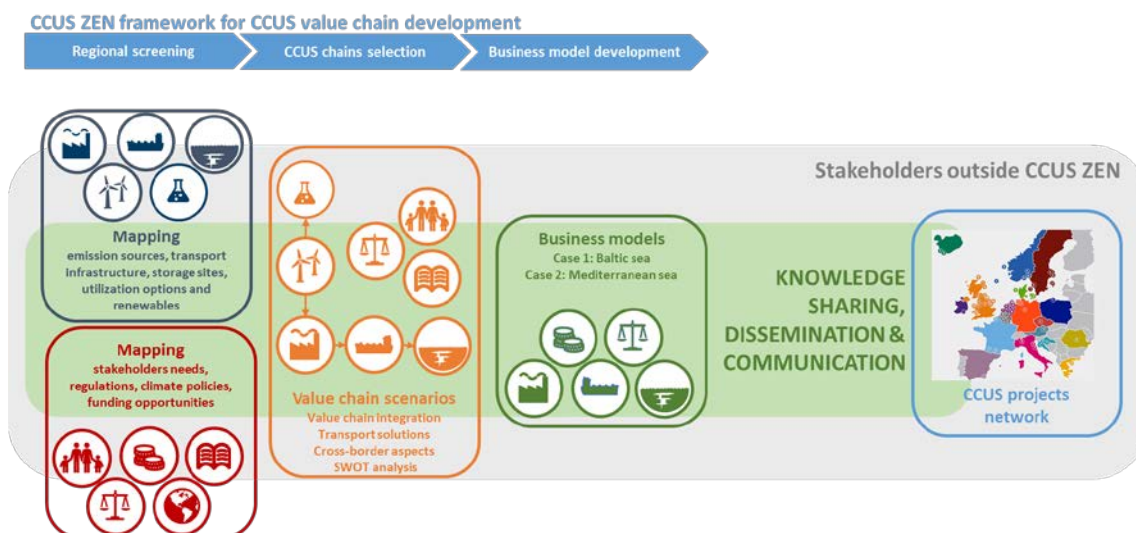 CCUS ZEN framework for CCUS value chain development
Regional screening
CCUS chains selection
Business model development
Stakeholders outside CCUS ZEN
Mapping
emission sources, transport
infrastructure, storage sites,
utilization options and
renewables
Mapping
stakeholders needs,
regulations, climate policies,
funding opportunities
Value chain scenarios
Value chain integration
Transport solutions
Cross-border aspects
SWOT analysis
Business models
Case 1: Baltic sea
Case 2: Mediterranean sea
KNOWLEDGE
SHARING,
DISSEMINATION &
COMMUNICATION
CCUS projects
network